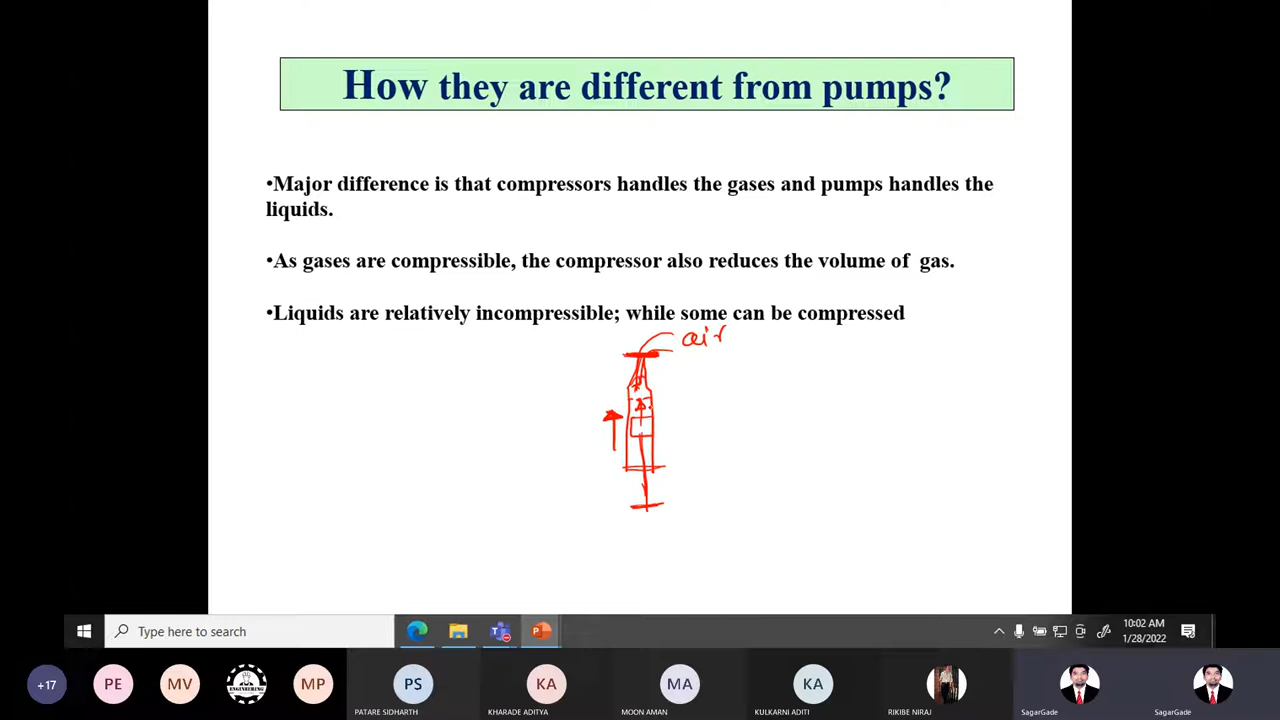 How they are different from pumps?
•Major difference is that compressors handles the gases and pumps handles the
liquids.
•As gases are compressible, the compressor also reduces the volume of gas.
•Liquids are relatively incompressible; while some can be compressed
air
Type here to search
10:02 AM
1/28/2022
+17
PE
MV
ENGINEERING
MP
PS
KA
MA
KA
PATARE SIDHARTH
KHARADE ADITYA
MOON AMAN
KULKARNI ADITI
RIKIBE NIRAJ
SagarGade
SagarGade